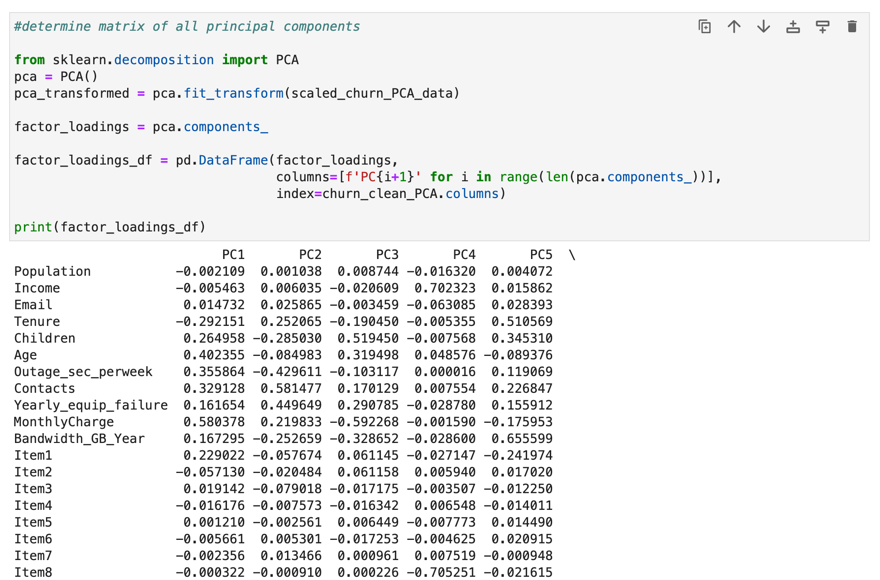 #determine matrix of all principal components
from sklearn.decomposition import PCA
pca = PCA()
pca_transformed = pca.fit_transform(scaled_churn_PCA_data)
factor_loadings = pca.components_
factor_loadings_df = pd.DataFrame(factor_loadings,
columns=[f'PC{i+1}' for i in range(len(pca.components_))],
index=churn_clean_PCA.columns)
print(factor_loadings_df)
PC1 PC2 PC3 PC4 PC5 \
Population -0.002109 0.001038 0.008744 -0.016320 0.004072
Income -0.005463 0.006035 -0.020609 0.702323 0.015862
Email 0.014732 0.025865 -0.003459 -0.063085 0.028393
Tenure -0.292151 0.252065 -0.190450 -0.005355 0.510569
Children 0.264958 -0.285030 0.519450 -0.007568 0.345310
Age 0.402355 -0.084983 0.319498 0.048576 -0.089376
Outage_sec_perweek 0.355864 -0.429611 -0.103117 0.000016 0.119069
Contacts 0.329128 0.581477 0.170129 0.007554 0.226847
Yearly_equip_failure 0.161654 0.449649 0.290785 -0.028780 0.155912
MonthlyCharge 0.580378 0.219833 -0.592268 -0.001590 -0.175953
Bandwidth_GB_Year 0.167295 -0.252659 -0.328652 -0.028600 0.655599
Item1 0.229022 -0.057674 0.061145 -0.027147 -0.241974
Item2 -0.057130 -0.020484 0.061158 0.005940 0.017020
Item3 0.019142 -0.079018 -0.017175 -0.003507 -0.012250
Item4 -0.016176 -0.007573 -0.016342 0.006548 -0.014011
Item5 0.001210 -0.002561 0.006449 -0.007773 0.014490
Item6 -0.005661 0.005301 -0.017253 -0.004625 0.020915
Item7 -0.002356 0.013466 0.000961 0.007519 -0.000948
Item8 -0.000322 -0.000910 0.000226 -0.705251 -0.021615